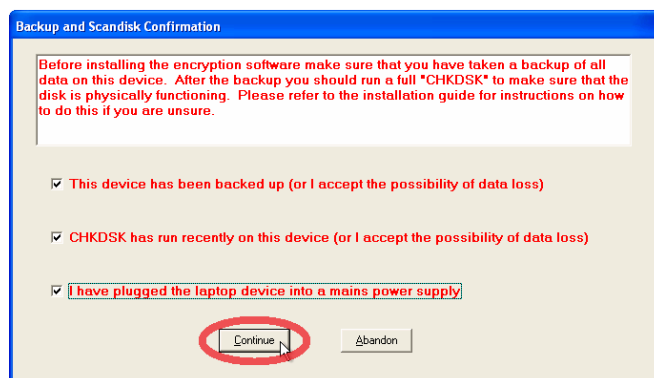 Backup and Scandisk Confirmation
Before installing the encryption software make sure that you have taken a backup of all
data on this device. After the backup you should run a full "CHKDSK" to make sure that the
disk is physically functioning. Please refer to the installation guide for instructions on how
to do this if you are unsure.
This device has been backed up (or I accept the possibility of data loss)
CHKDSK has run recently on this device (or I accept the possibility of data loss)
I have plugged the laptop device into a mains power supply
Continue Abandon